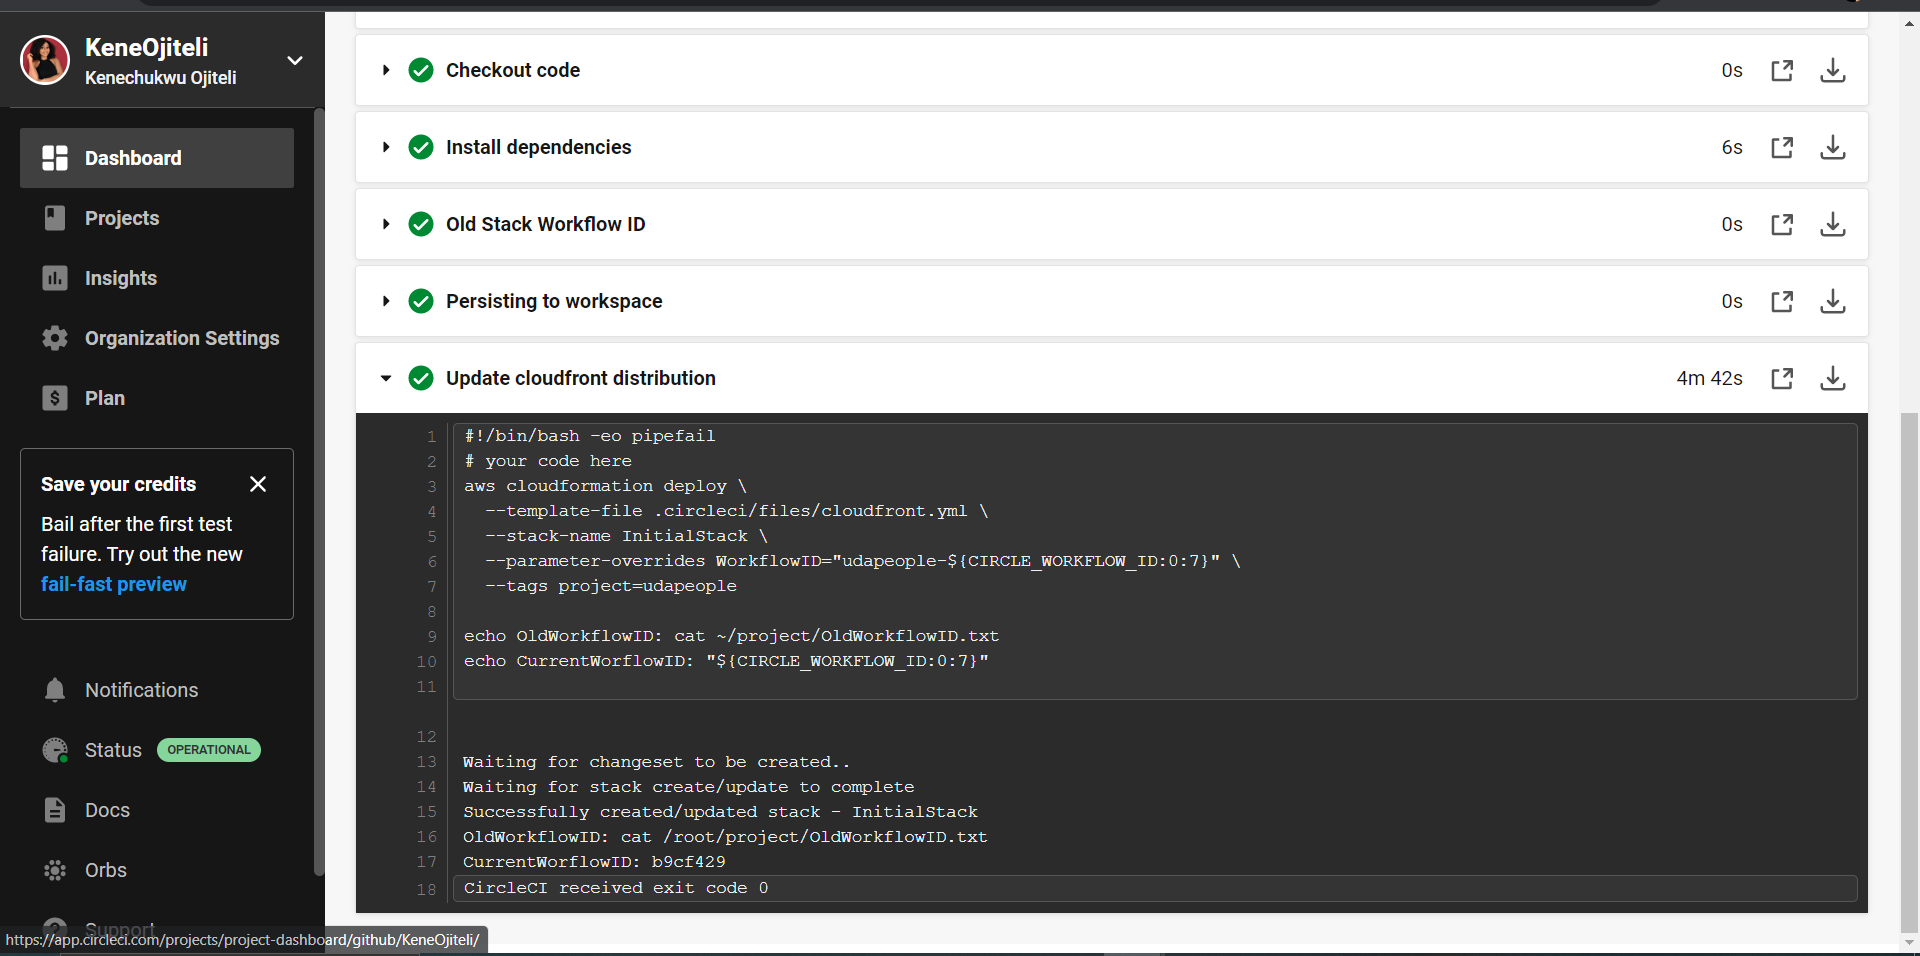 KeneOjiteli
Kenechukwu Ojiteli
Dashboard
Projects
Insights
Organization Settings
Plan
Save your credits
Bail after the first test
failure. Try out the new
fail-fast preview
Notifications
Status OPERATIONAL
Docs
Orbs
Support
https://app.circleci.com/projects/project-dashboard/github/KeneOjiteli/
Checkout code 0s
Install dependencies 6s
Old Stack Workflow ID 0s
Persisting to workspace 0s
Update cloudfront distribution 4m 42s
1 #!/bin/bash -eo pipefail
2 # your code here
3 aws cloudformation deploy \
4 --template-file .circleci/files/cloudfront.yml \
5 --stack-name InitialStack \
6 --parameter-overrides WorkflowID="udapeople-${CIRCLE_WORKFLOW_ID:0:7}" \
7 --tags project=udapeople
8
9 echo OldWorkflowID: cat ~/project/OldWorkflowID.txt
10 echo CurrentWorflowID: "${CIRCLE_WORKFLOW_ID:0:7}"
11
12
13 Waiting for changeset to be created..
14 Waiting for stack create/update to complete
15 Successfully created/updated stack - InitialStack
16 OldWorkflowID: cat /root/project/OldWorkflowID.txt
17 CurrentWorflowID: b9cf429
18 CircleCI received exit code 0